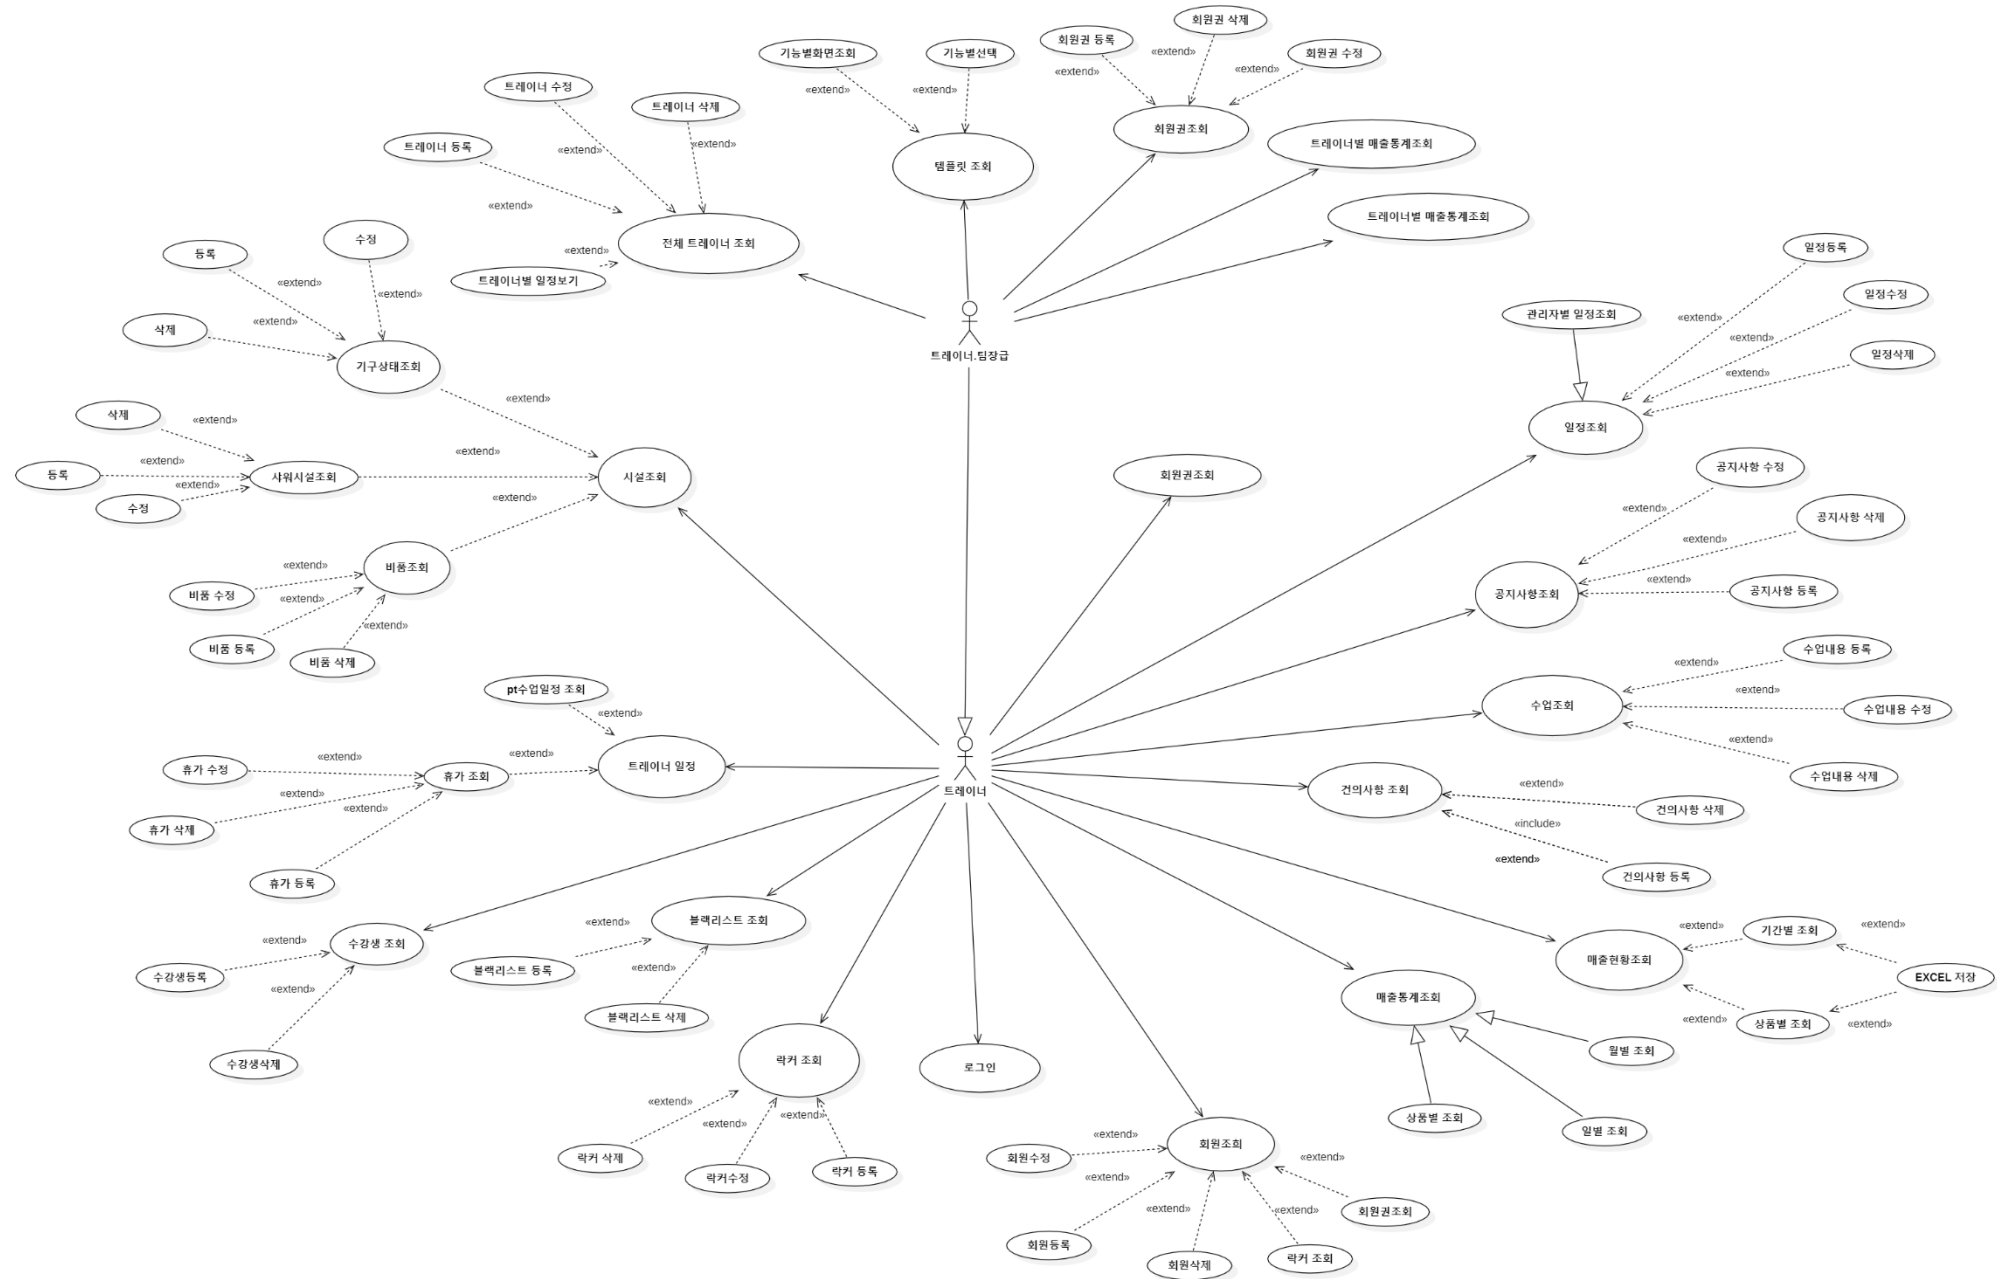 회원권 삭제
회원권 등록
«extend»
회원권 수정
기능별화면조회
기능별선택
«extend»
«extend»
트레이너 수정
«extend»
«extend»
트레이너 삭제
회원권조회
트레이너별 매출통계조회
트레이너 등록
«extend»
«extend»
템플릿 조회
«extend»
트레이너별 매출통계조회
전체 트레이너 조회
수정
등록
«extend»
일정등록
트레이너별 일정보기
«extend»
«extend»
일정수정
관리자별 일정조회
«extend»
«extend»
삭제
«extend»
일정삭제
트레이너.팀장급
기구상태조회
«extend»
«extend»
삭제
«extend»
일정조회
«extend»
공지사항 수정
«extend»
등록
샤워시설조회
시설조회
회원권조회
«extend»
«extend»
수정
«extend»
공지사항 삭제
«extend»
비품조회
«extend»
«extend»
공지사항 등록
비품 수정
«extend»
공지사항조회
«extend»
비품 등록
비품 삭제
수업내용 등록
«extend»
pt수업일정 조회
«extend»
«extend»
수업조회
수업내용 수정
«extend»
«extend»
«extend»
휴가 수정
휴가 조회
트레이너 일정
수업내용 삭제
«extend»
트레이너
건의사항 조회
«extend»
«extend»
건의사항 삭제
휴가 삭제
«include»
«extend»
휴가 등록
건의사항 등록
블랙리스트 조회
«extend»
«extend»
기간별 조회
«extend»
수강생 조회
«extend»
매출현황조회
수강생등록
블랙리스트 등록
«extend»
EXCEL 저장
«extend»
매출통계조회
블랙리스트 삭제
«extend»
상품별 조회
«extend»
수강생삭제
락커 조회
로그인
월별 조회
«extend»
«extend»
«extend»
상품별 조회
일별 조회
«extend»
회원조희
락커 삭제
회원수정
«extend»
락커수정
락커 등록
«extend»
«extend»
«extend»
회원권조회
회원등록
회원삭제
락커 조회